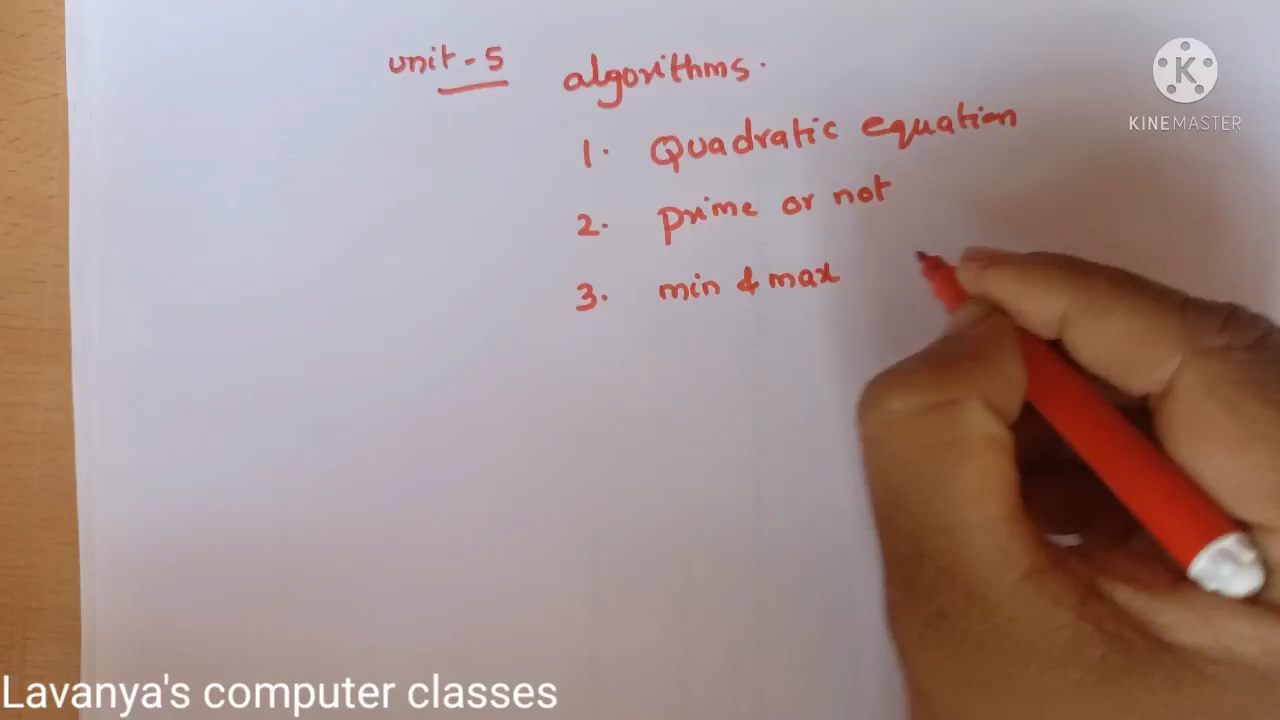 unit - 5 algorithms.
1. Quadratic equation
2. prime or not
3. min & max
KINEMASTER
Lavanya's computer classes